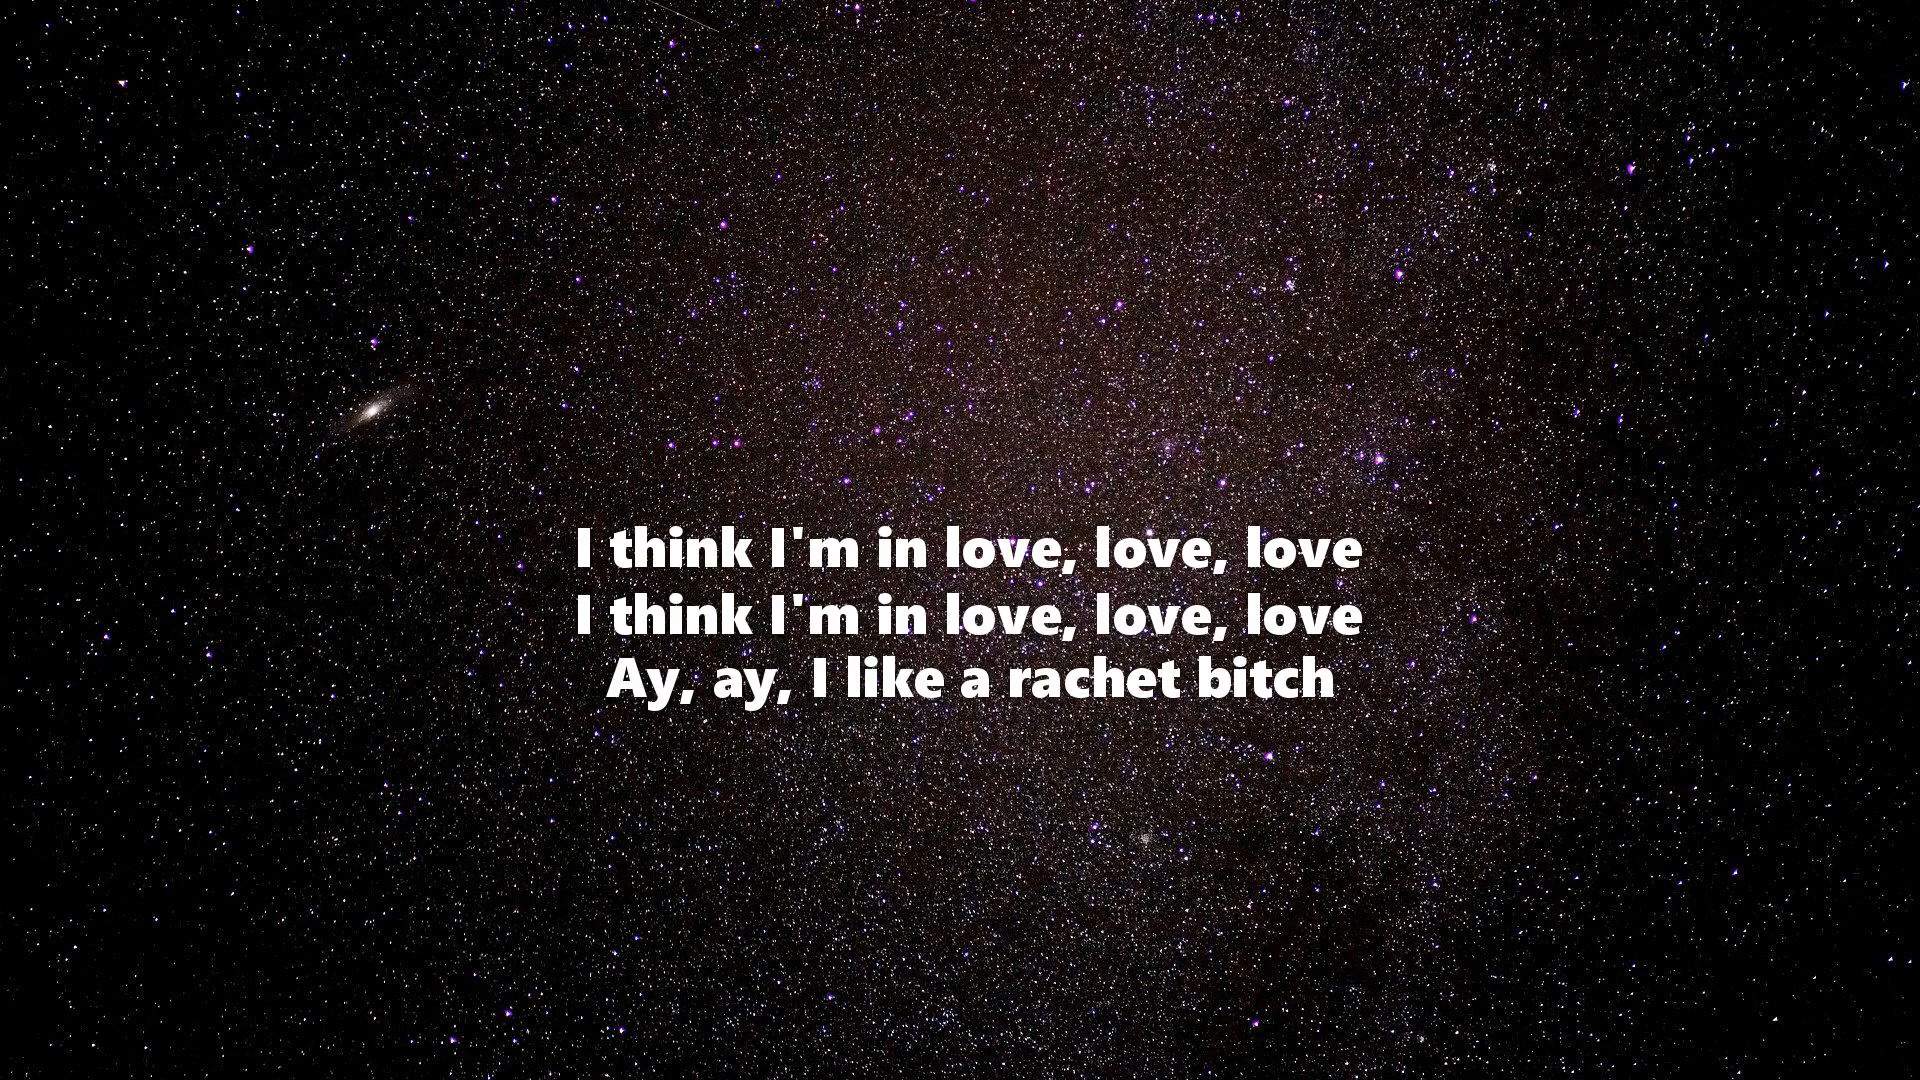 I think I'm in love, love, love
I think I'm in love, love, love
Ay, ay, I like a rachet bitch